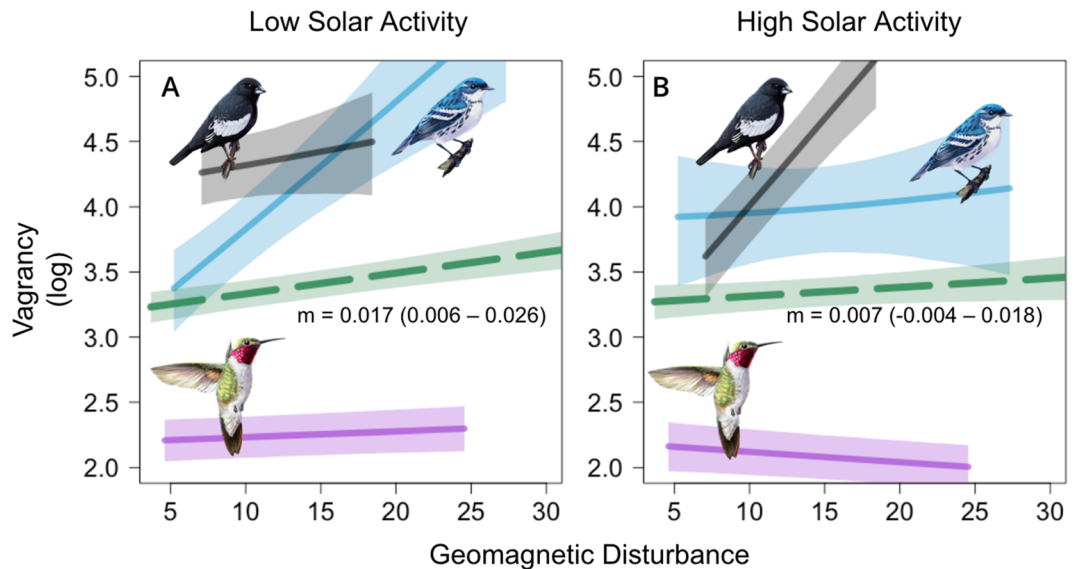 Low Solar Activity
High Solar Activity
A
B
5.0
4.5
4.0
3.5
3.0
2.5
2.0
5.0
4.5
4.0
3.5
3.0
2.5
2.0
m = 0.017 (0.006 – 0.026)
m = 0.007 (-0.004 – 0.018)
5 10 15 20 25 30
5 10 15 20 25 30
Vagrancy
(log)
Geomagnetic Disturbance